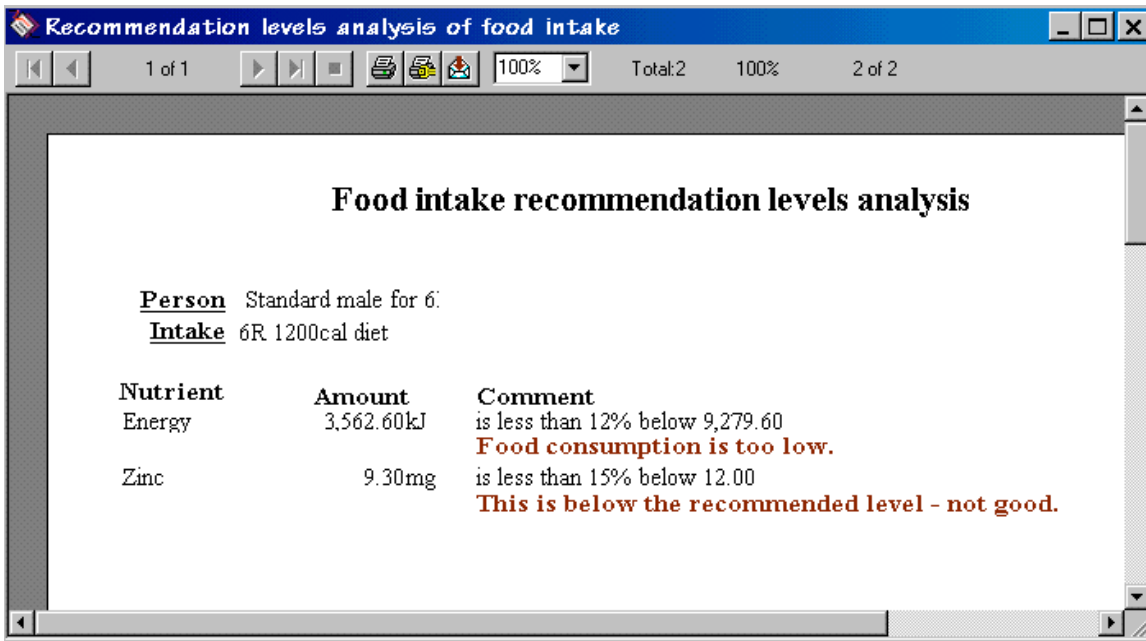 Recommendation levels analysis of food intake
1 of 1 100% Total:2 100% 2 of 2
Food intake recommendation levels analysis
Person Standard male for
Intake 6R 1200cal diet
Nutrient Amount Comment
Energy 3,562.60kJ is less than 12% below 9,279.60
Food consumption is too low.
Zinc 9.30mg is less than 15% below 12.00
This is below the recommended level - not good.